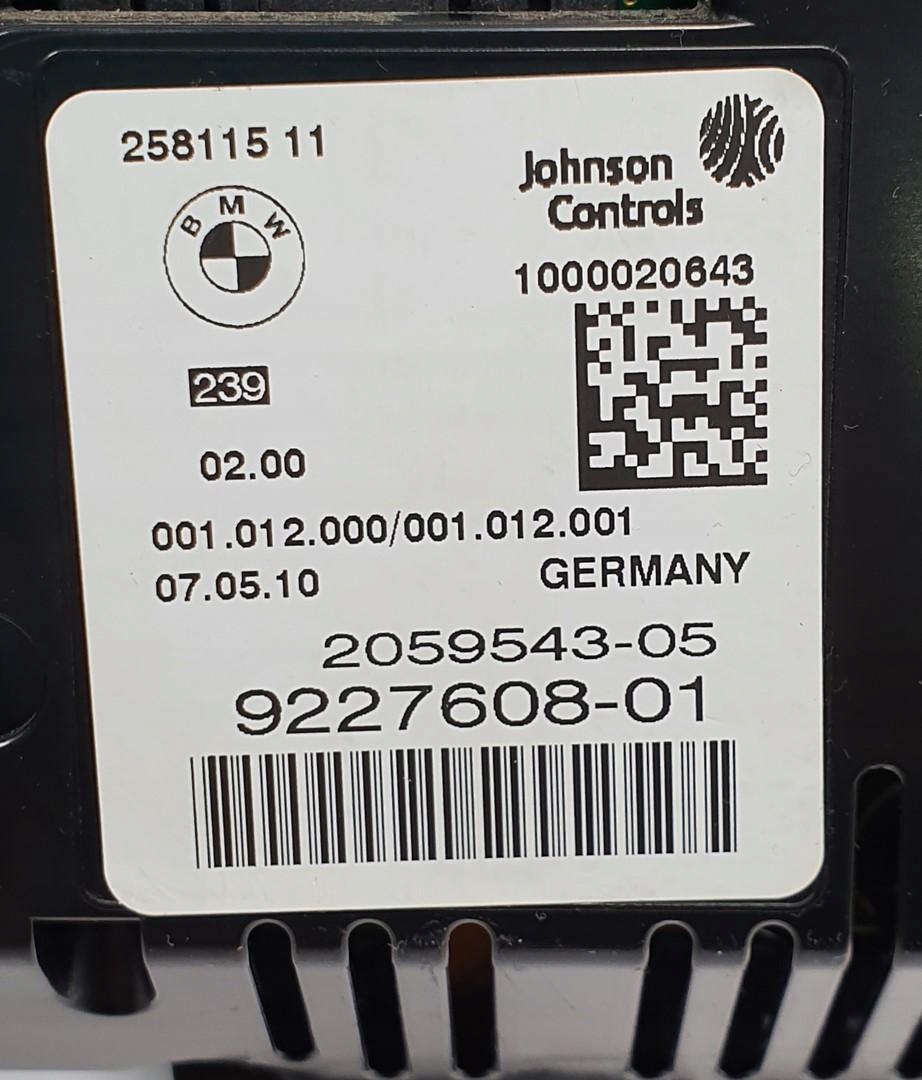 258115 11
BMW
Johnson
Controls
1000020643
239
02.00
001.012.000/001.012.001
07.05.10
GERMANY
2059543-05
9227608-01